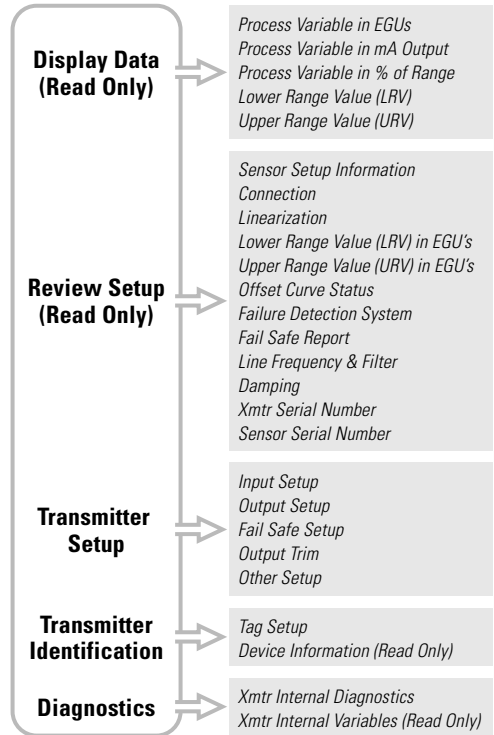 Display Data
(Read Only)
Process Variable in EGUs
Process Variable in mA Output
Process Variable in % of Range
Lower Range Value (LRV)
Upper Range Value (URV)
Review Setup
(Read Only)
Sensor Setup Information
Connection
Linearization
Lower Range Value (LRV) in EGU's
Upper Range Value (URV) in EGU's
Offset Curve Status
Failure Detection System
Fail Safe Report
Line Frequency & Filter
Damping
Xmtr Serial Number
Sensor Serial Number
Transmitter
Setup
Input Setup
Output Setup
Fail Safe Setup
Output Trim
Other Setup
Transmitter
Identification
Tag Setup
Device Information (Read Only)
Diagnostics
Xmtr Internal Diagnostics
Xmtr Internal Variables (Read Only)